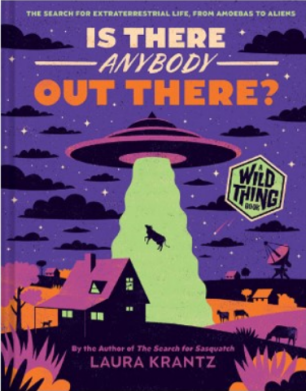 THE SEARCH FOR EXTRATERRESTRIAL LIFE, FROM AMOEBAS TO ALIENS
IS THERE
ANYBODY
OUT THERE?
A
WILD
THING
BOOK
By the Author of The Search for Sasquatch
LAURA KRANTZ